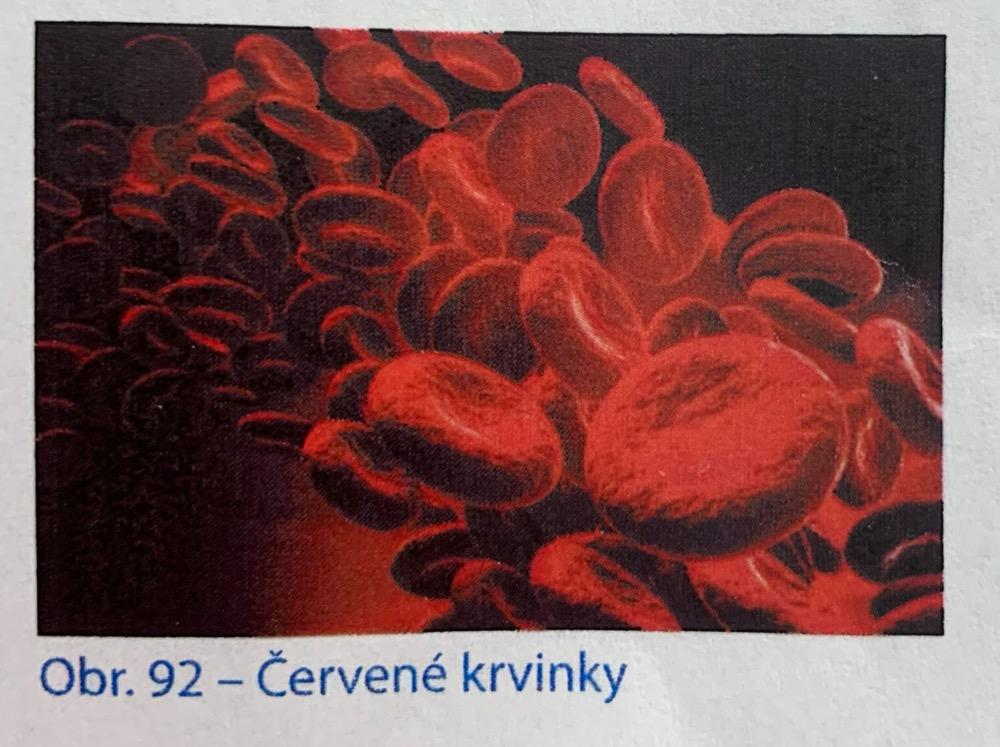 Obr. 92 – Červené krvinky